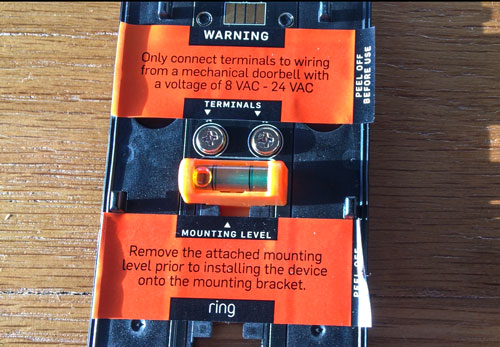 WARNING
Only connect terminals to wiring
from a mechanical doorbell with
a voltage of 8 VAC - 24 VAC
PEEL OFF
BEFORE USE
TERMINALS
MOUNTING LEVEL
Remove the attached mounting
level prior to installing the device
onto the mounting bracket.
PEEL OFF
ring